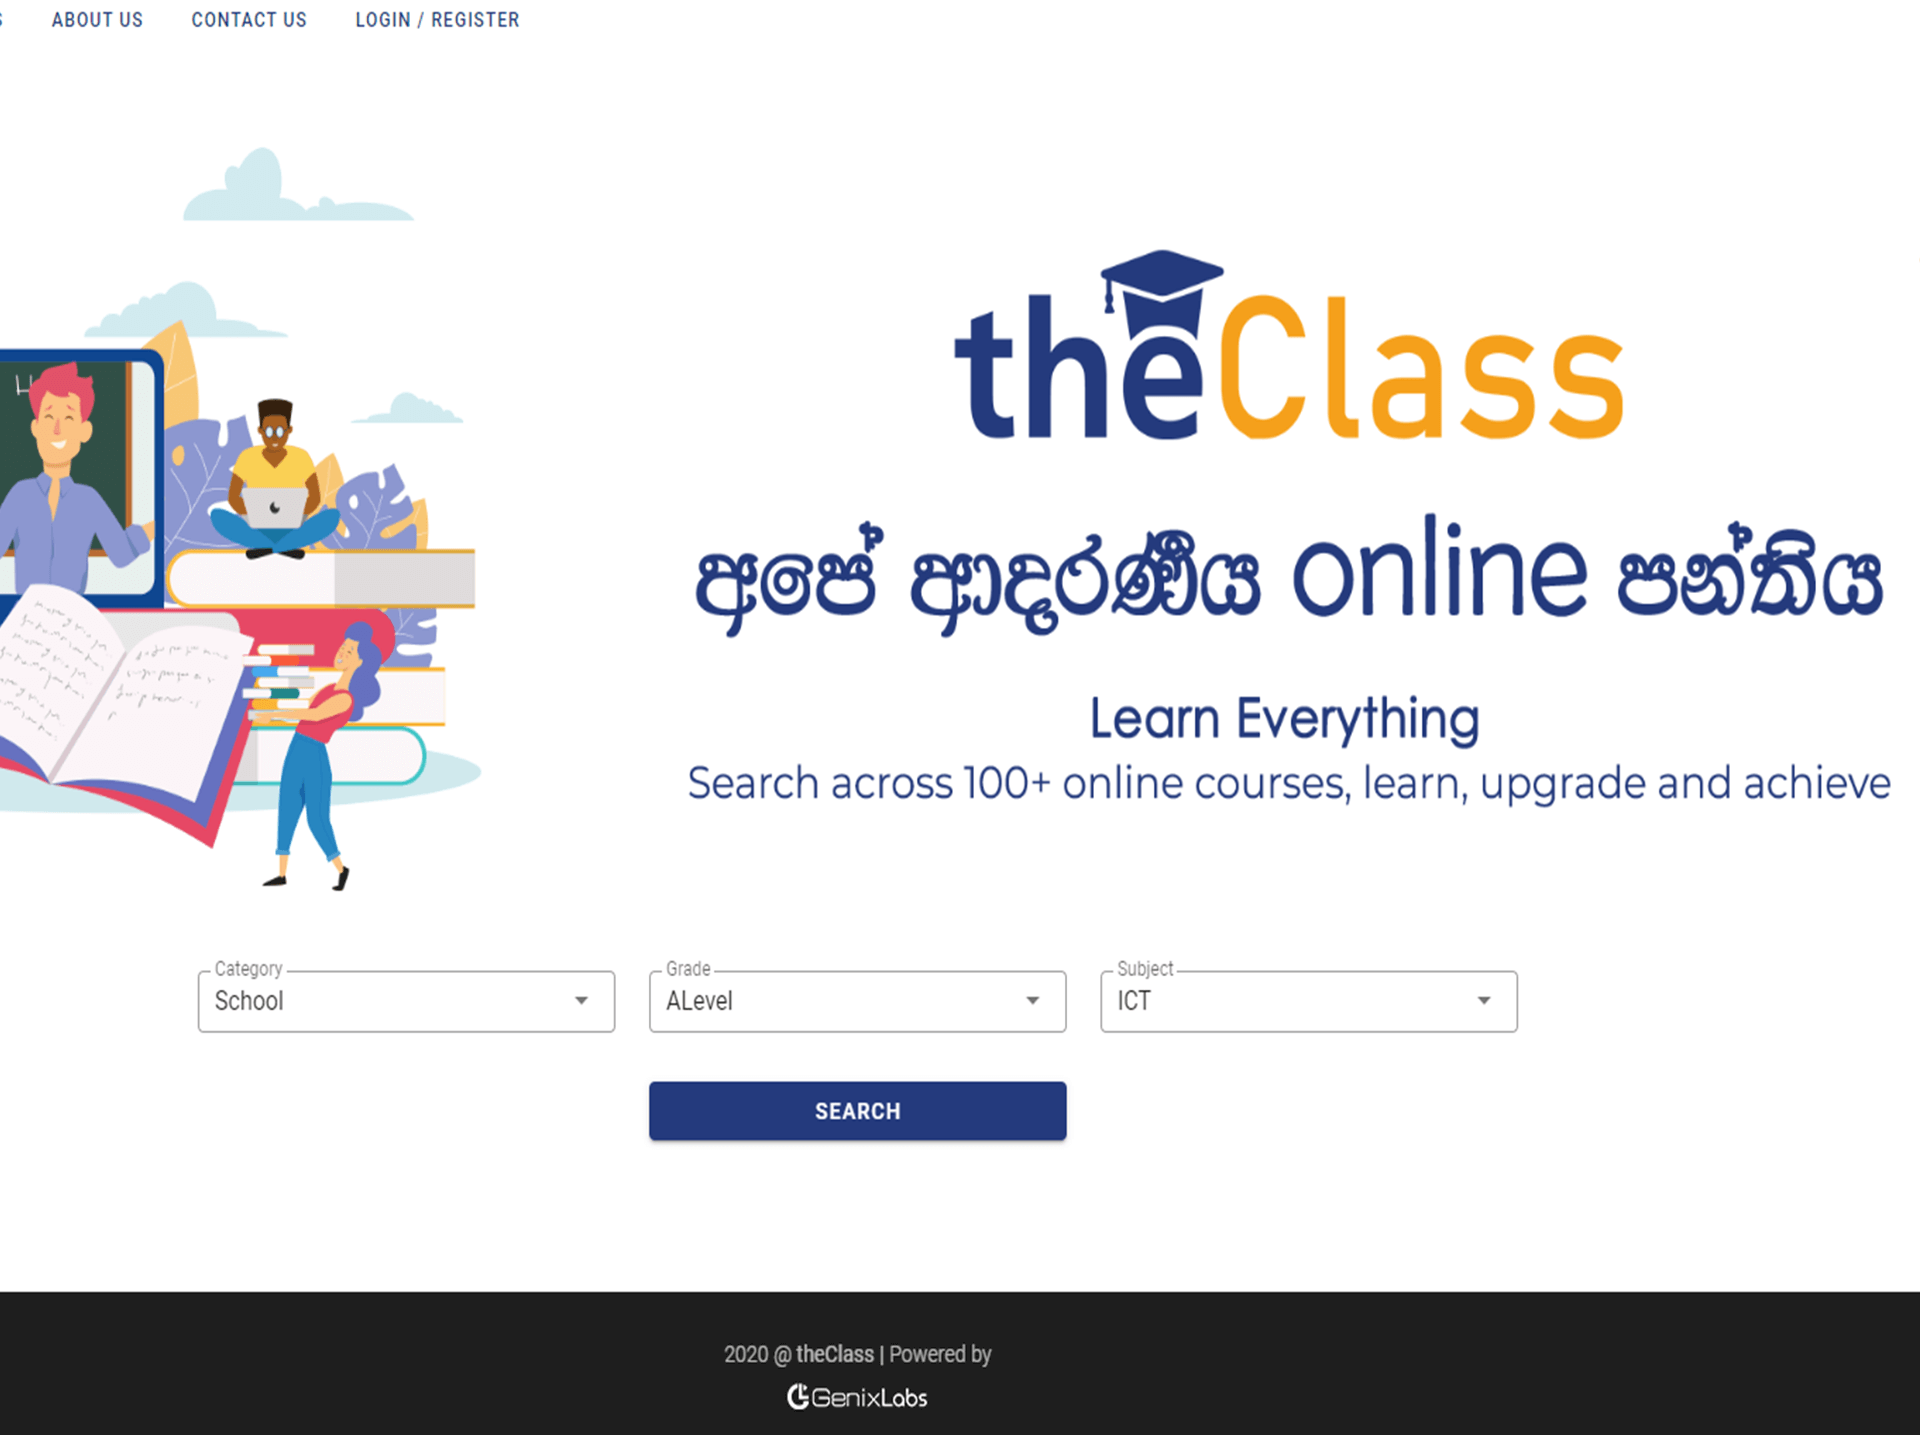 ABOUT US CONTACT US LOGIN / REGISTER
theClass
අපේ ආදරණීය online පන්තිය
Learn Everything
Search across 100+ online courses, learn, upgrade and achieve
Category Grade Subject
School ALevel ICT
SEARCH
2020 @ theClass | Powered by
GenixLabs